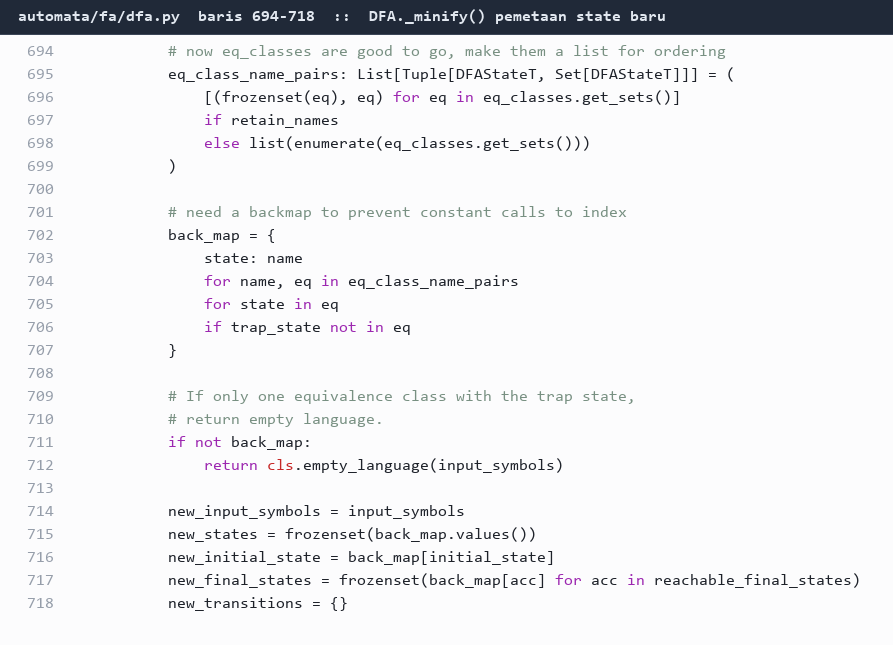 automata/fa/dfa.py  baris 694-718  ::  DFA._minify() pemetaan state baru
694            # now eq_classes are good to go, make them a list for ordering
695            eq_class_name_pairs: List[Tuple[DFAStateT, Set[DFAStateT]]] = (
696                [(frozenset(eq), eq) for eq in eq_classes.get_sets()]
697                if retain_names
698                else list(enumerate(eq_classes.get_sets()))
699            )
700
701            # need a backmap to prevent constant calls to index
702            back_map = {
703                state: name
704                for name, eq in eq_class_name_pairs
705                for state in eq
706                if trap_state not in eq
707            }
708
709            # If only one equivalence class with the trap state,
710            # return empty language.
711            if not back_map:
712                return cls.empty_language(input_symbols)
713
714            new_input_symbols = input_symbols
715            new_states = frozenset(back_map.values())
716            new_initial_state = back_map[initial_state]
717            new_final_states = frozenset(back_map[acc] for acc in reachable_final_states)
718            new_transitions = {}